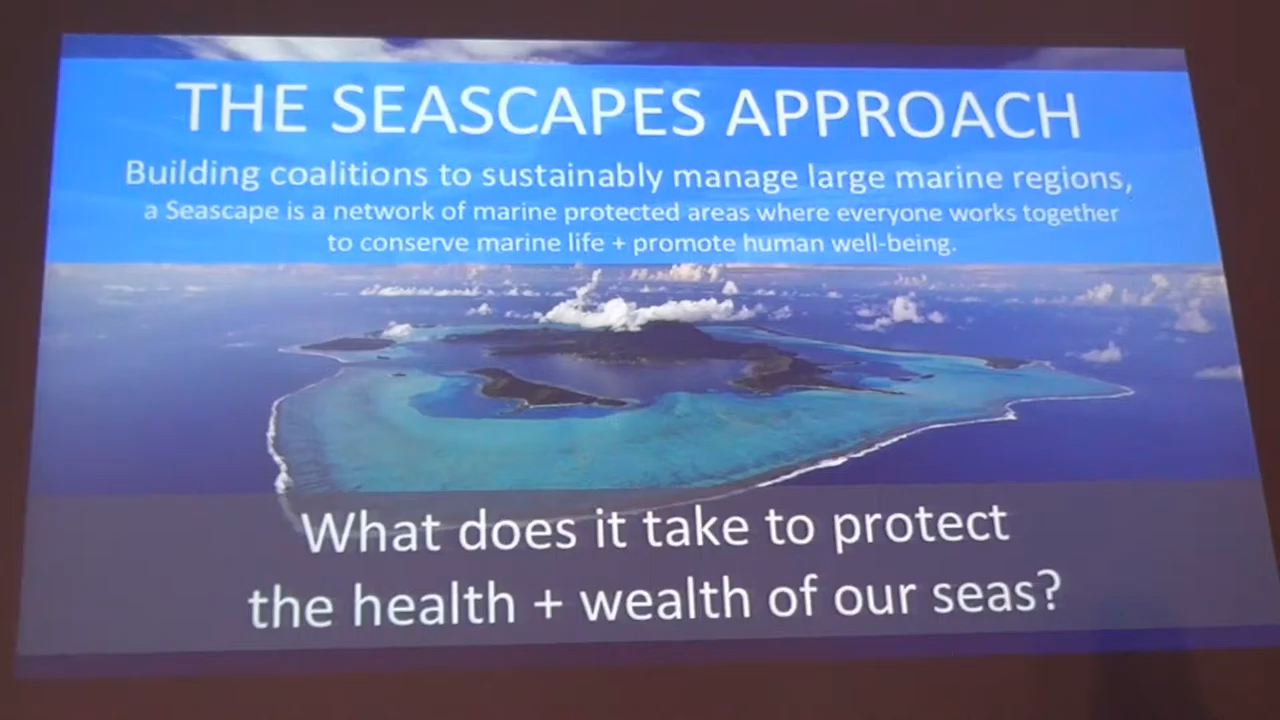 THE SEASCAPES APPROACH
Building coalitions to sustainably manage large marine regions,
a Seascape is a network of marine protected areas where everyone works together
to conserve marine life + promote human well-being.
What does it take to protect
the health + wealth of our seas?